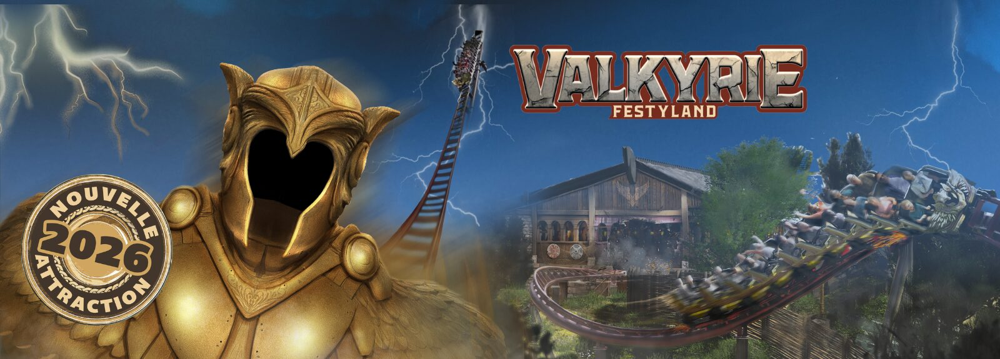 NOUVELLE
2026
ATTRACTION
VALKYRIE
FESTYLAND